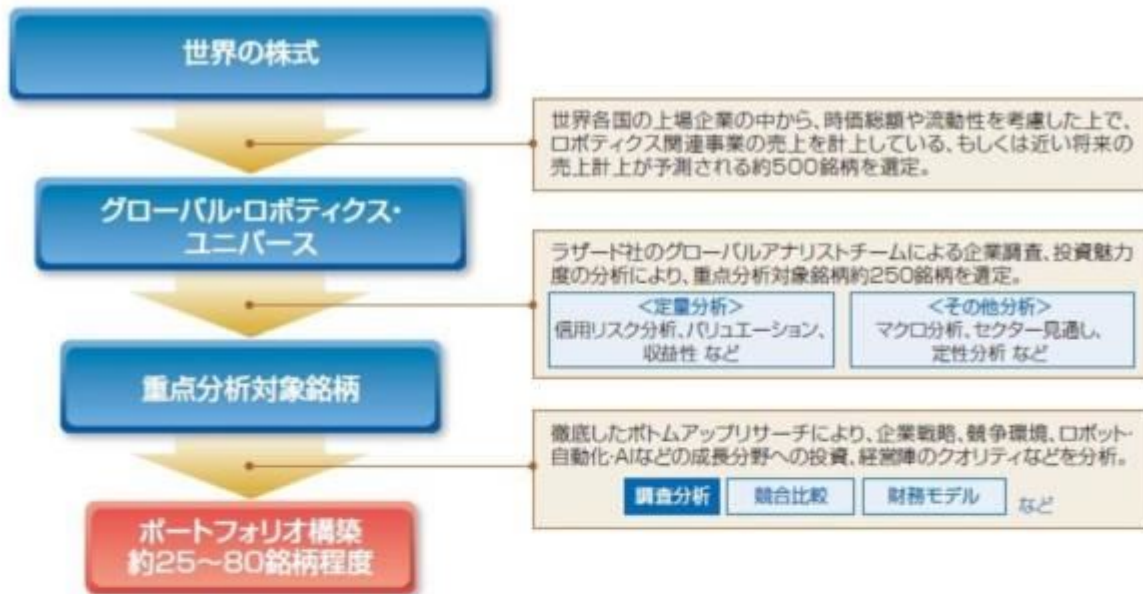 世界の株式
世界各国の上場企業の中から、時価総額や流動性を考慮した上で、
ロボティクス関連事業の売上を計上している、もしくは近い将来の
売上計上が予測される約500銘柄を選定。
グローバル・ロボティクス・
ユニバース
ラザード社のグローバルアナリストチームによる企業調査、投資魅力
度の分析により、重点分析対象銘柄約250銘柄を選定。
<定量分析>
信用リスク分析、バリュエーション、
収益性 など
<その他分析>
マクロ分析、セクター見通し、
定性分析 など
重点分析対象銘柄
徹底したボトムアップリサーチにより、企業戦略、競争環境、ロボット・
自動化・AIなどの成長分野への投資、経営陣のクオリティなどを分析。
調査分析
競合比較
財務モデル
など
ポートフォリオ構築
約25～80銘柄程度